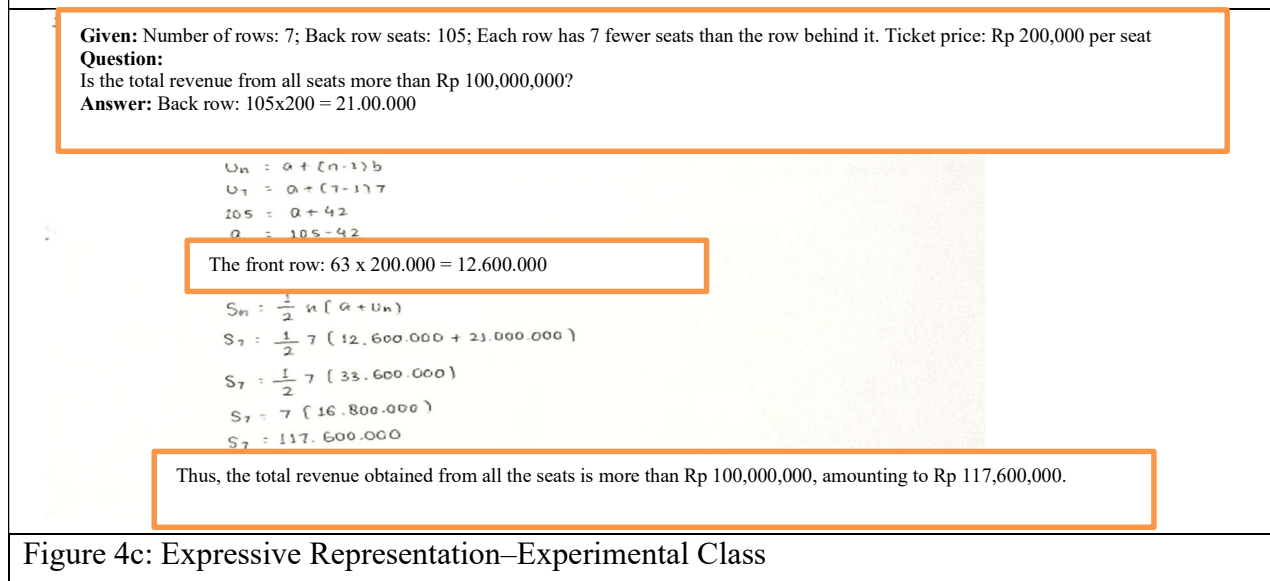 Given: Number of rows: 7; Back row seats: 105; Each row has 7 fewer seats than the row behind it. Ticket price: Rp 200,000 per seat
Question:
Is the total revenue from all seats more than Rp 100,000,000?
Answer: Back row: 105x200 = 21.00.000
Un = a + (n-1)b
U7 = a + (7-1)7
105 = a + 42
a = 105-42
The front row: 63 x 200.000 = 12.600.000
Sn = 1/2 n (a + Un)
S7 = 1/2 7 (12.600.000 + 21.000.000)
S7 = 1/2 7 (33.600.000)
S7 = 7 (16.800.000)
S7 = 117.600.000
Thus, the total revenue obtained from all the seats is more than Rp 100,000,000, amounting to Rp 117,600,000.
Figure 4c: Expressive Representation–Experimental Class